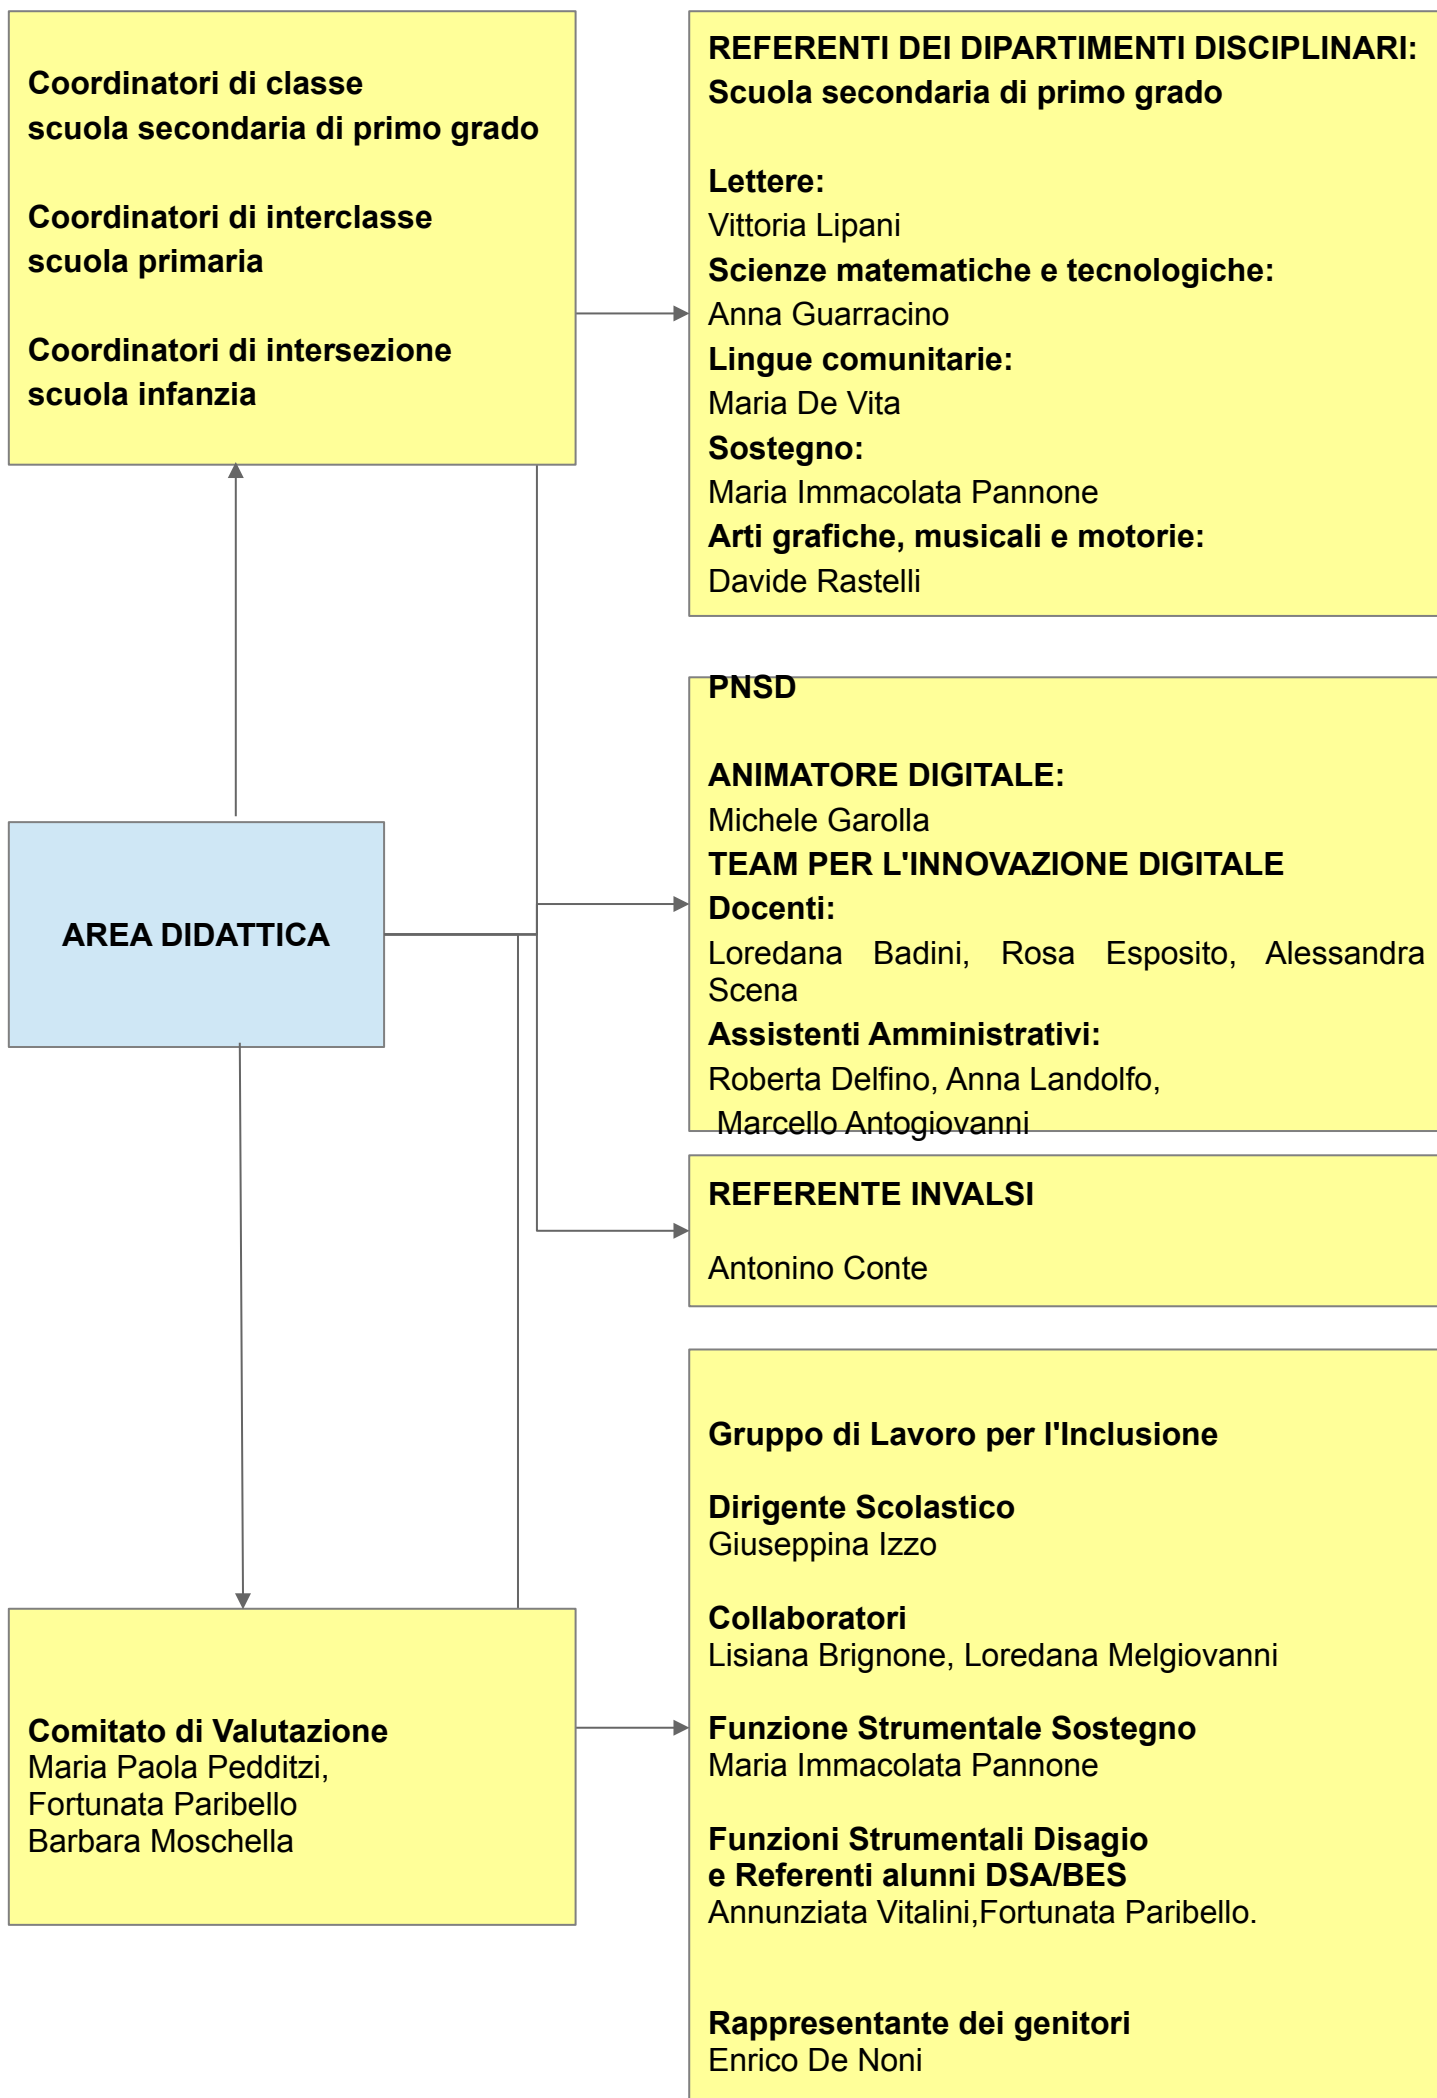 Coordinatori di classe
scuola secondaria di primo grado
Coordinatori di interclasse
scuola primaria
Coordinatori di intersezione
scuola infanzia
REFERENTI DEI DIPARTIMENTI DISCIPLINARI:
Scuola secondaria di primo grado
Lettere:
Vittoria Lipani
Scienze matematiche e tecnologiche:
Anna Guarracino
Lingue comunitarie:
Maria De Vita
Sostegno:
Maria Immacolata Pannone
Arti grafiche, musicali e motorie:
Davide Rastelli
PNSD
ANIMATORE DIGITALE:
Michele Garolla
TEAM PER L'INNOVAZIONE DIGITALE
Docenti:
Loredana Badini, Rosa Esposito, Alessandra
Scena
Assistenti Amministrativi:
Roberta Delfino, Anna Landolfo,
Marcello Antogiovanni
AREA DIDATTICA
REFERENTE INVALSI
Antonino Conte
Gruppo di Lavoro per l'Inclusione
Dirigente Scolastico
Giuseppina Izzo
Collaboratori
Lisiana Brignone, Loredana Melgiovanni
Funzione Strumentale Sostegno
Maria Immacolata Pannone
Funzioni Strumentali Disagio
e Referenti alunni DSA/BES
Annunziata Vitalini,Fortunata Paribello.
Rappresentante dei genitori
Enrico De Noni
Comitato di Valutazione
Maria Paola Pedditzi,
Fortunata Paribello
Barbara Moschella